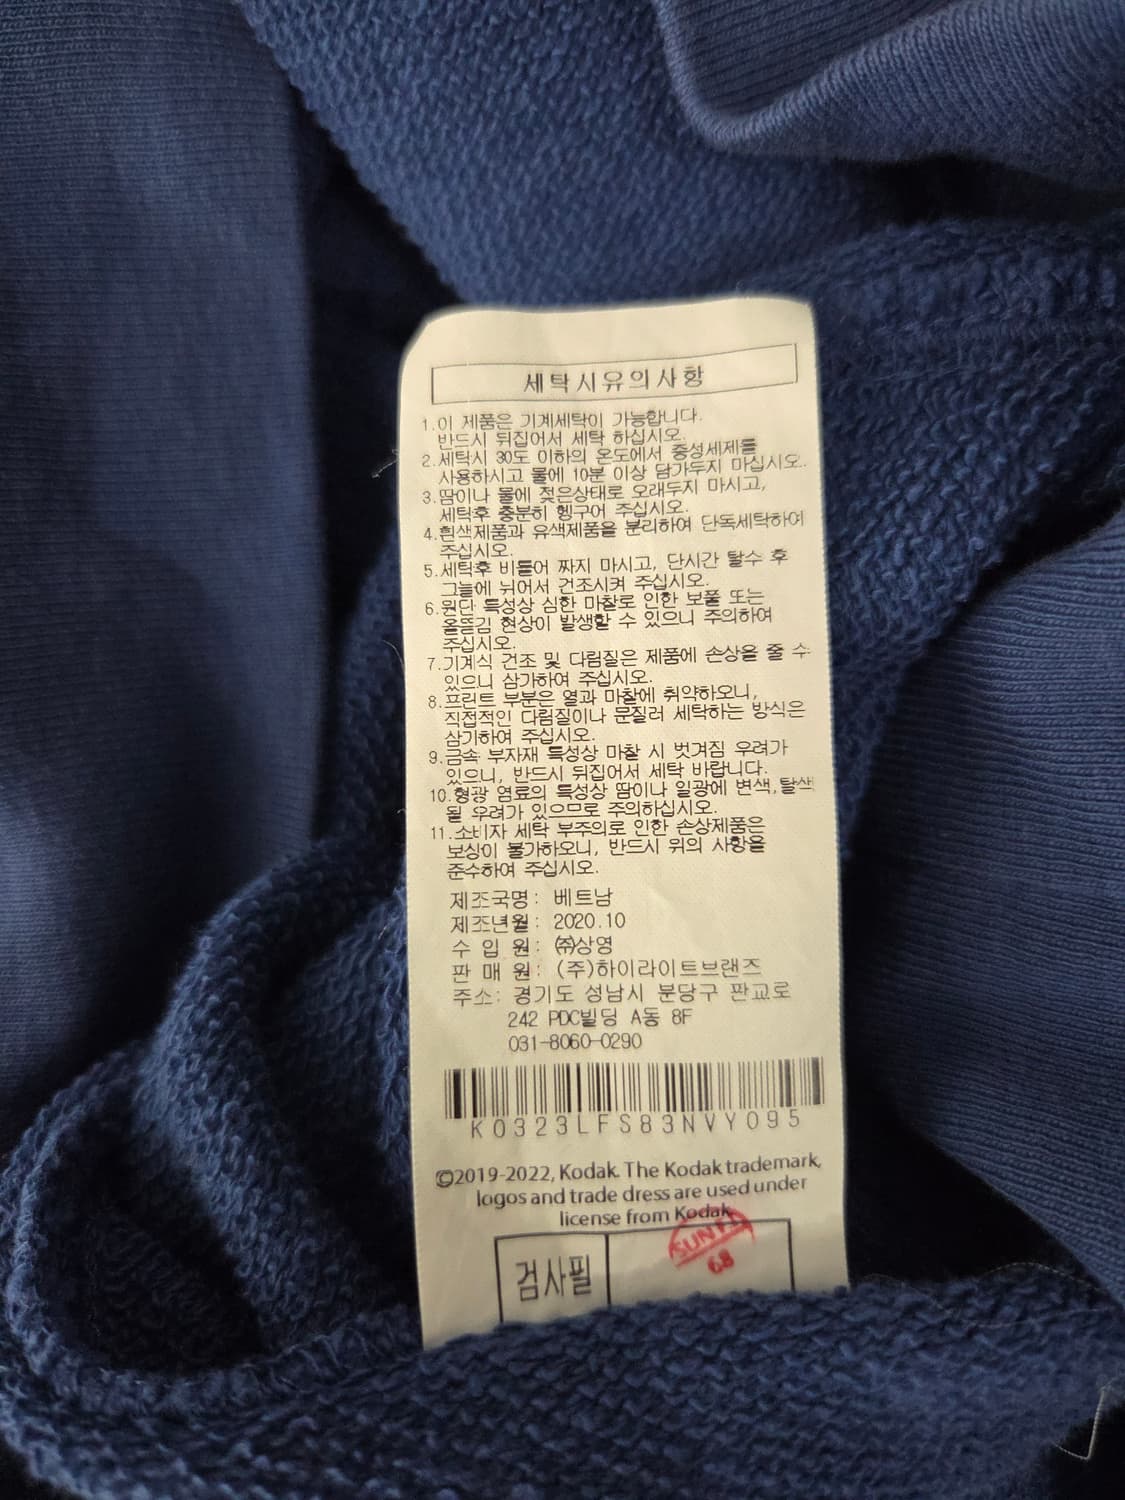 세탁시유의사항
1.이 제품은 기계세탁이 가능합니다.
반드시 뒤집어서 세탁 하십시오.
2.세탁시 30도 이하의 온도에서 중성세제를
사용하시고 물에 10분 이상 담가두지 마십시오.
3.땀이나 물에 젖은상태로 오래두지 마시고,
세탁후 충분히 헹구어 주십시오.
4.흰색제품과 유색제품을 분리하여 단독세탁하여
주십시오.
5.세탁후 비틀어 짜지 마시고, 단시간 탈수 후
그늘에 뉘어서 건조시켜 주십시오.
6.원단 특성상 심한 마찰로 인한 보풀 또는
올뜯김 현상이 발생할 수 있으니 주의하여
주십시오.
7.기계식 건조 및 다림질은 제품에 손상을 줄 수
있으니 삼가하여 주십시오.
8.프린트 부분은 열과 마찰에 취약하오니,
직접적인 다림질이나 문질러 세탁하는 방식은
삼가하여 주십시오.
9.금속 부자재 특성상 마찰 시 벗겨짐 우려가
있으니, 반드시 뒤집어서 세탁 바랍니다.
10.형광 염료의 특성상 땀이나 일광에 변색,탈색
될 우려가 있으므로 주의하십시오.
11.소비자 세탁 부주의로 인한 손상제품은
보상이 불가하오니, 반드시 위의 사항을
준수하여 주십시오.
제조국명: 베트남
제조년월: 2020.10
수 입 원: ㈜상영
판 매 원: (주)하이라이트브랜즈
주소: 경기도 성남시 분당구 판교로
242 PDC빌딩 A동 8F
031-8060-0290
K0323LFS83NVY095
©2019-2022, Kodak. The Kodak trademark,
logos and trade dress are used under
license from Kodak
검사필
68